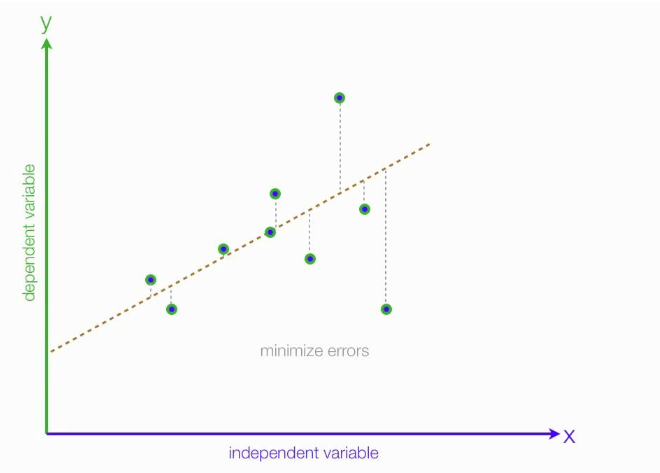 y
dependent variable
minimize errors
x
independent variable